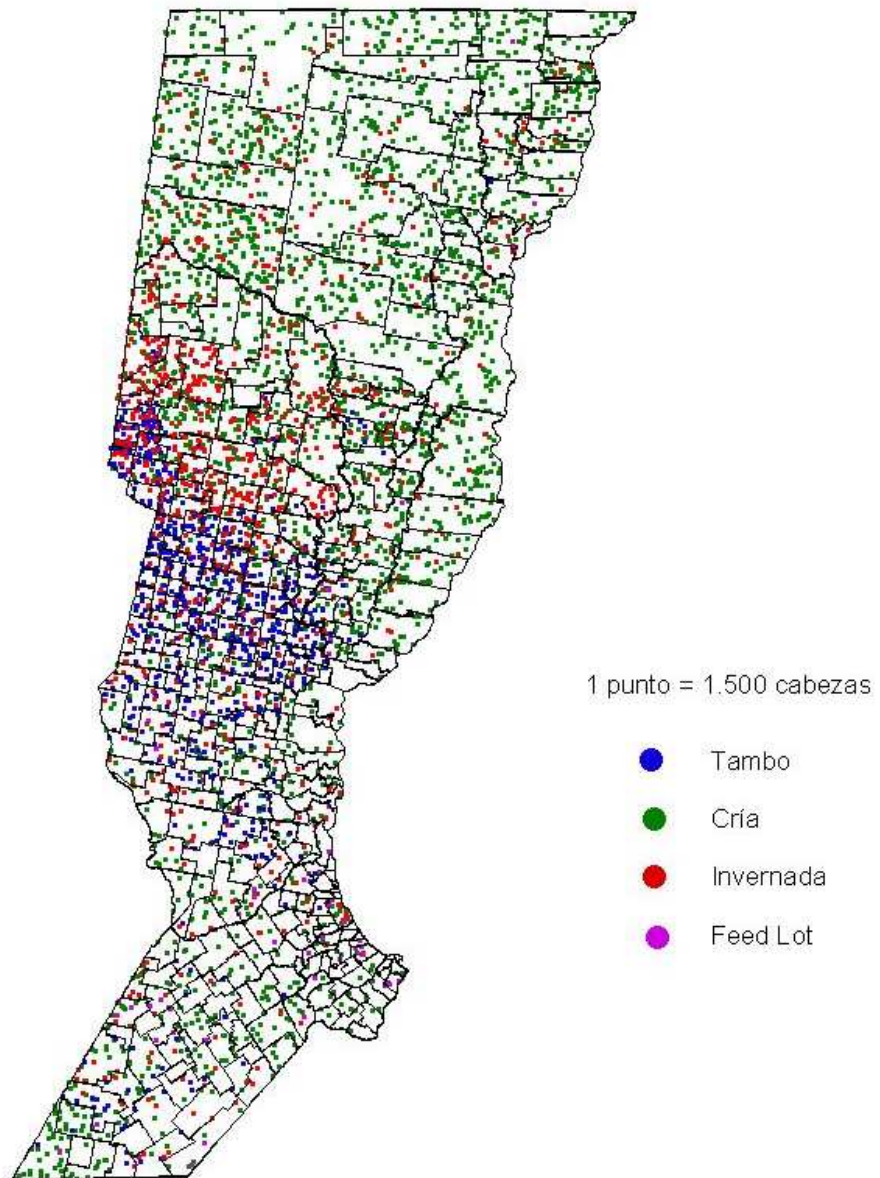 1 punto = 1.500 cabezas
Tambo
Cría
Invernada
Feed Lot